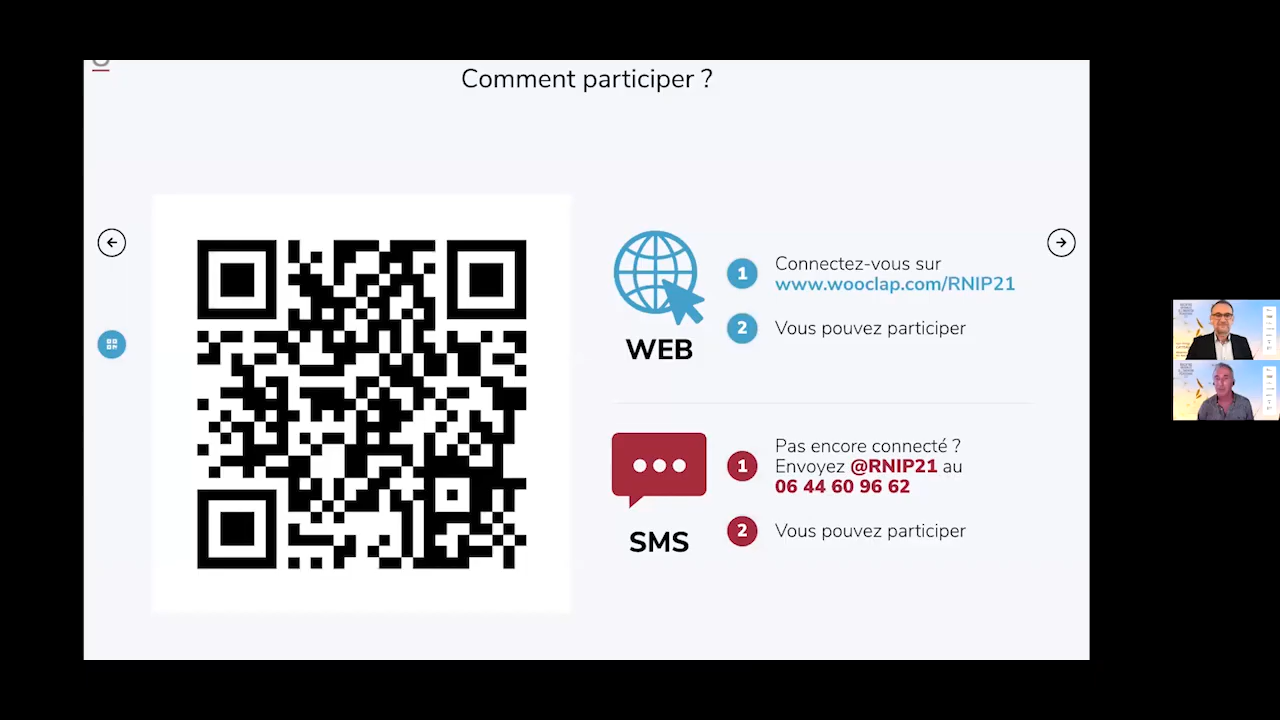 Comment participer ?
WEB
1
Connectez-vous sur
www.wooclap.com/RNIP21
2
Vous pouvez participer
SMS
1
Pas encore connecté ?
Envoyez @RNIP21 au
06 44 60 96 62
2
Vous pouvez participer